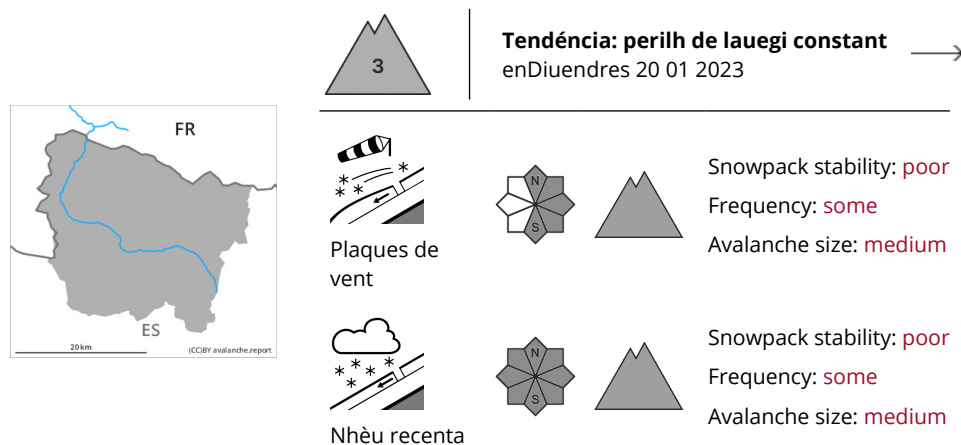 3
Tendéncia: perilh de lauegi constant
enDiuendres 20 01 2023
FR
ES
20 km
(CC)BY avalanche.report
Plaques de
vent
N
S
Snowpack stability: poor
Frequency: some
Avalanche size: medium
Nhèu recenta
N
S
Snowpack stability: poor
Frequency: some
Avalanche size: medium